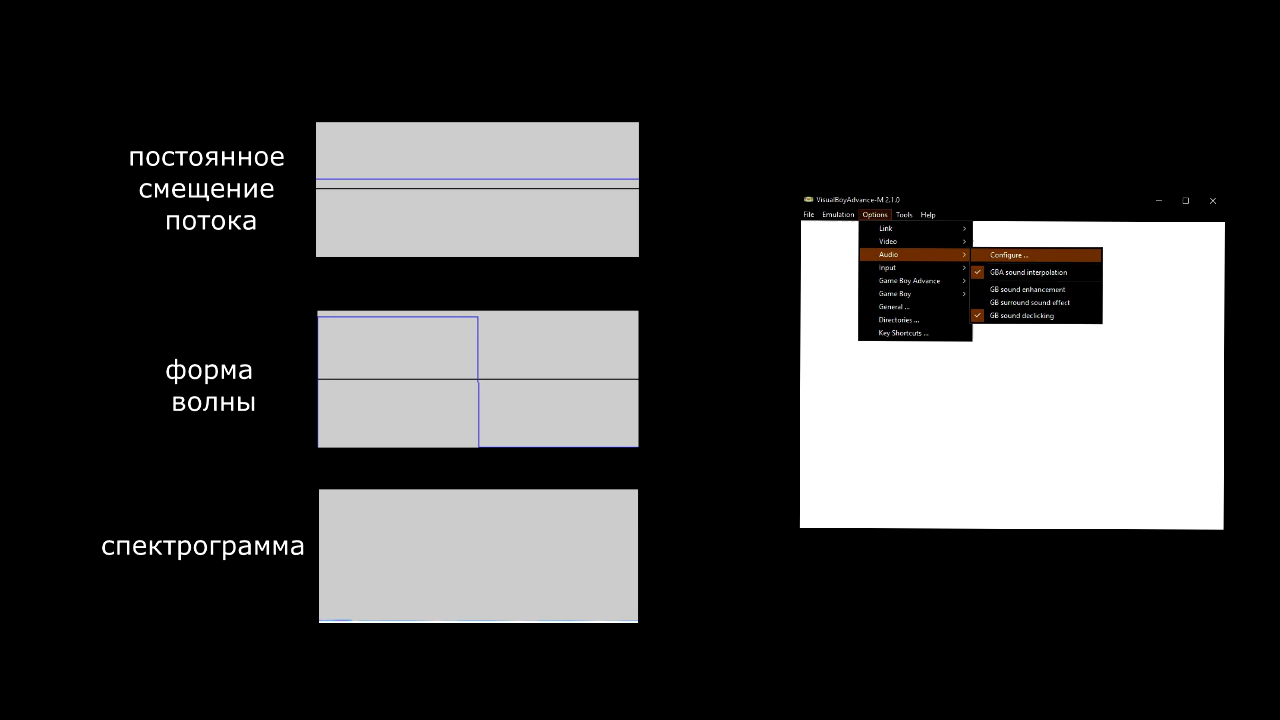 постоянное
смещение
потока
форма
волны
спектрограмма
VisualBoyAdvance-M 2.1.0
File Emulation Options Tools Help
Link
Video
Audio
Input
Game Boy Advance
Game Boy
General ...
Directories ...
Key Shortcuts ...
Configure ...
GBA sound interpolation
GB sound enhancement
GB surround sound effect
GB sound declicking